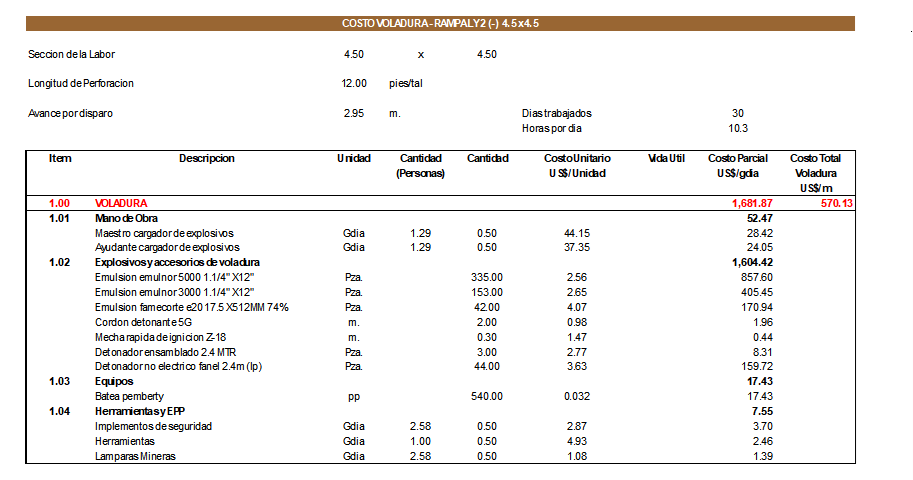 COSTO VOLADURA - RAMPA LY 2 (-) 4.5 x 4.5
Seccion de la Labor 4.50 x 4.50
Longitud de Perforacion 12.00 pies/tal
Avance por disparo 2.95 m. Dias trabajados 30
Horas por dia 10.3
Item Descripcion Unidad Cantidad Cantidad Costo Unitario Vida Util Costo Parcial Costo Total
(Personas) US$/ Unidad US$/gdia Voladura
US$/ m
1.00 VOLADURA 1,681.87 570.13
1.01 Mano de Obra 52.47
Maestro cargador de explosivos Gdia 1.29 0.50 44.15 28.42
Ayudante cargador de explosivos Gdia 1.29 0.50 37.35 24.05
1.02 Explosivos y accesorios de voladura 1,604.42
Emulsion emulnor 5000 1.1/4" X12" Pza. 335.00 2.56 857.60
Emulsion emulnor 3000 1.1/4" X12" Pza. 153.00 2.65 405.45
Emulsion famecorte e20 17.5 X512MM 74% Pza. 42.00 4.07 170.94
Cordon detonante 5G m. 2.00 0.98 1.96
Mecha rapida de ignicion Z-18 m. 0.30 1.47 0.44
Detonador ensamblado 2.4 MTR Pza. 3.00 2.77 8.31
Detonador no electrico fanel 2.4m (lp) Pza. 44.00 3.63 159.72
1.03 Equipos 17.43
Batea pemberty pp 540.00 0.032 17.43
1.04 Herramientas y EPP 7.55
Implementos de seguridad Gdia 2.58 0.50 2.87 3.70
Herramientas Gdia 1.00 0.50 4.93 2.46
Lamparas Mineras Gdia 2.58 0.50 1.08 1.39